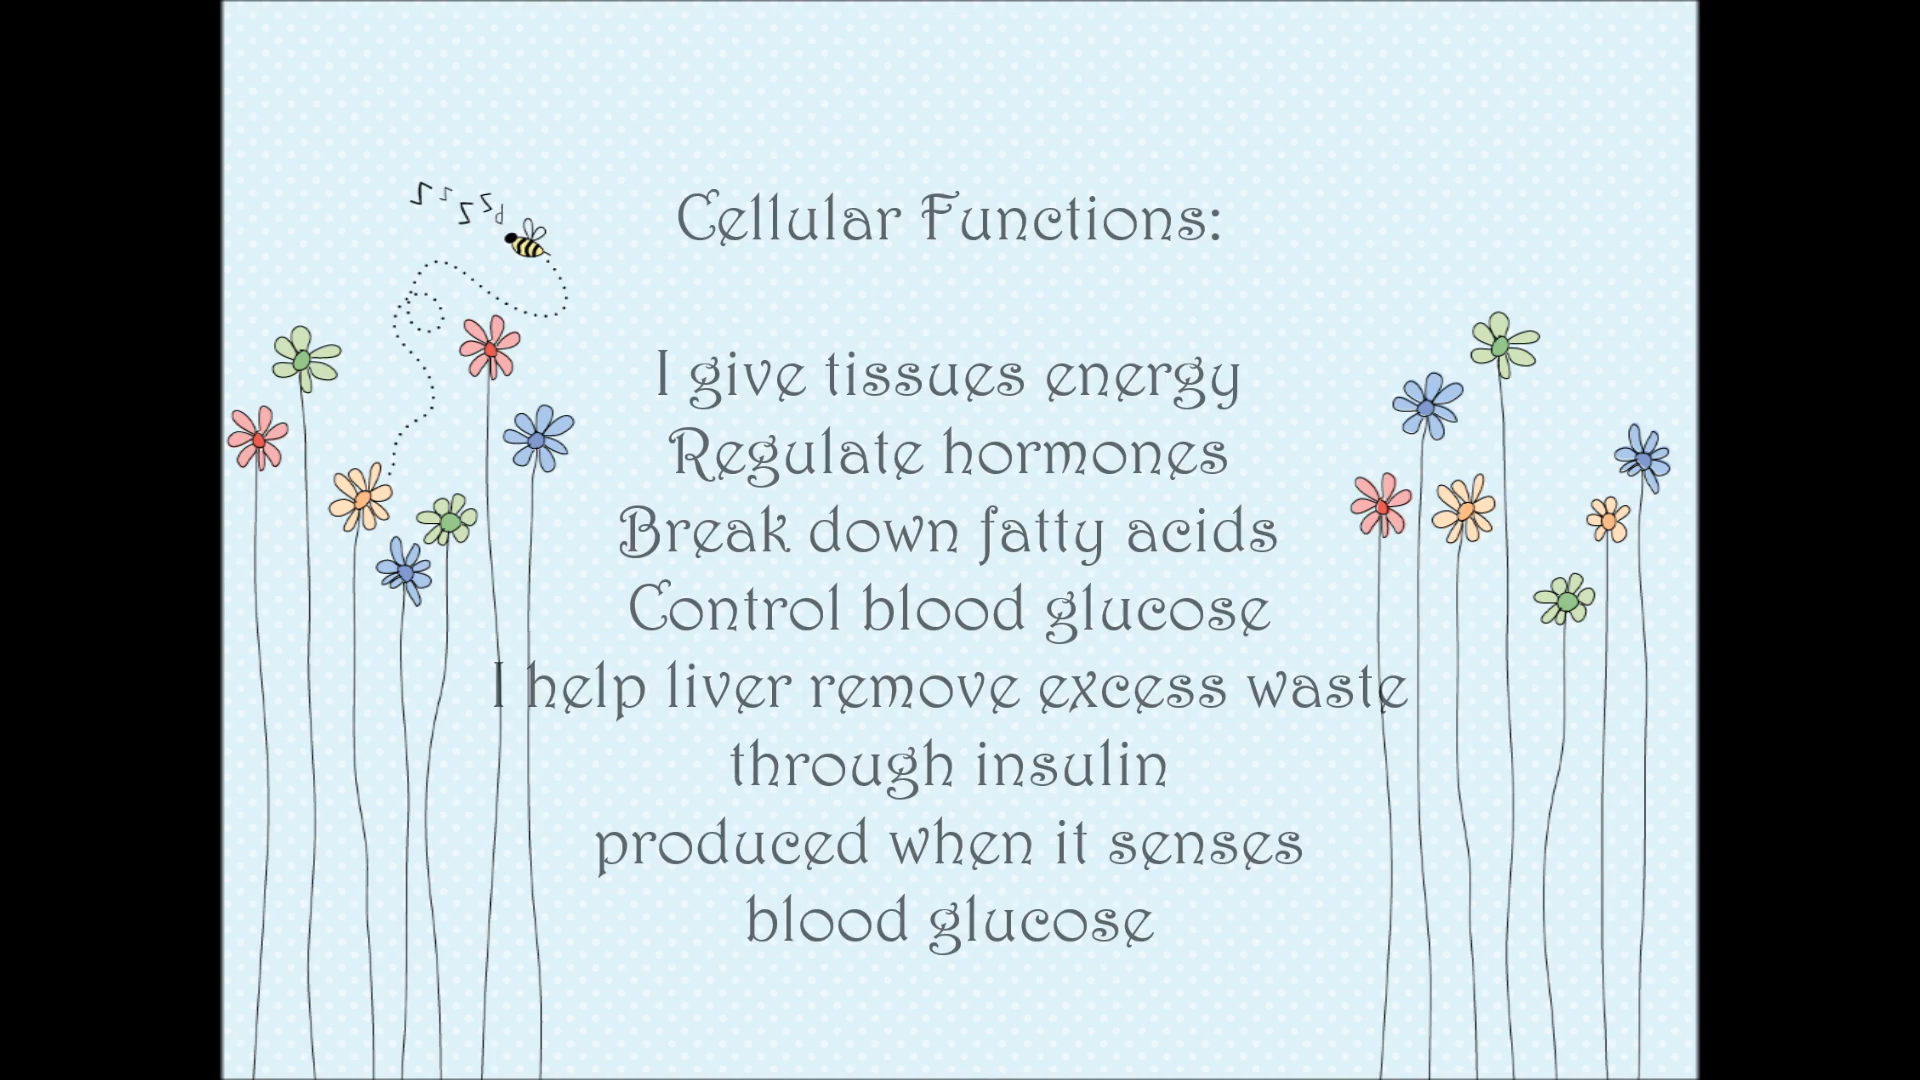 Cellular Functions:
I give tissues energy
Regulate hormones
Break down fatty acids
Control blood glucose
I help liver remove excess waste
through insulin
produced when it senses
blood glucose